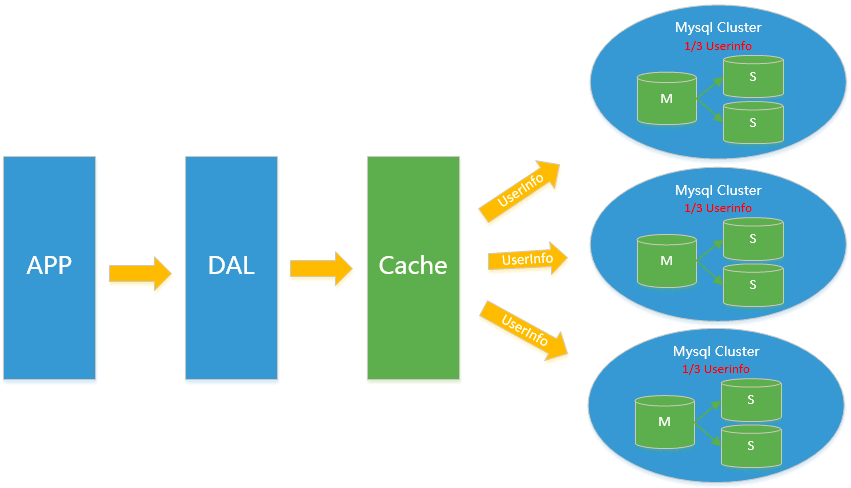 APP
DAL
Cache
UserInfo
UserInfo
UserInfo
Mysql Cluster
1/3 Userinfo
M
S
S
Mysql Cluster
1/3 Userinfo
M
S
S
Mysql Cluster
1/3 Userinfo
M
S
S